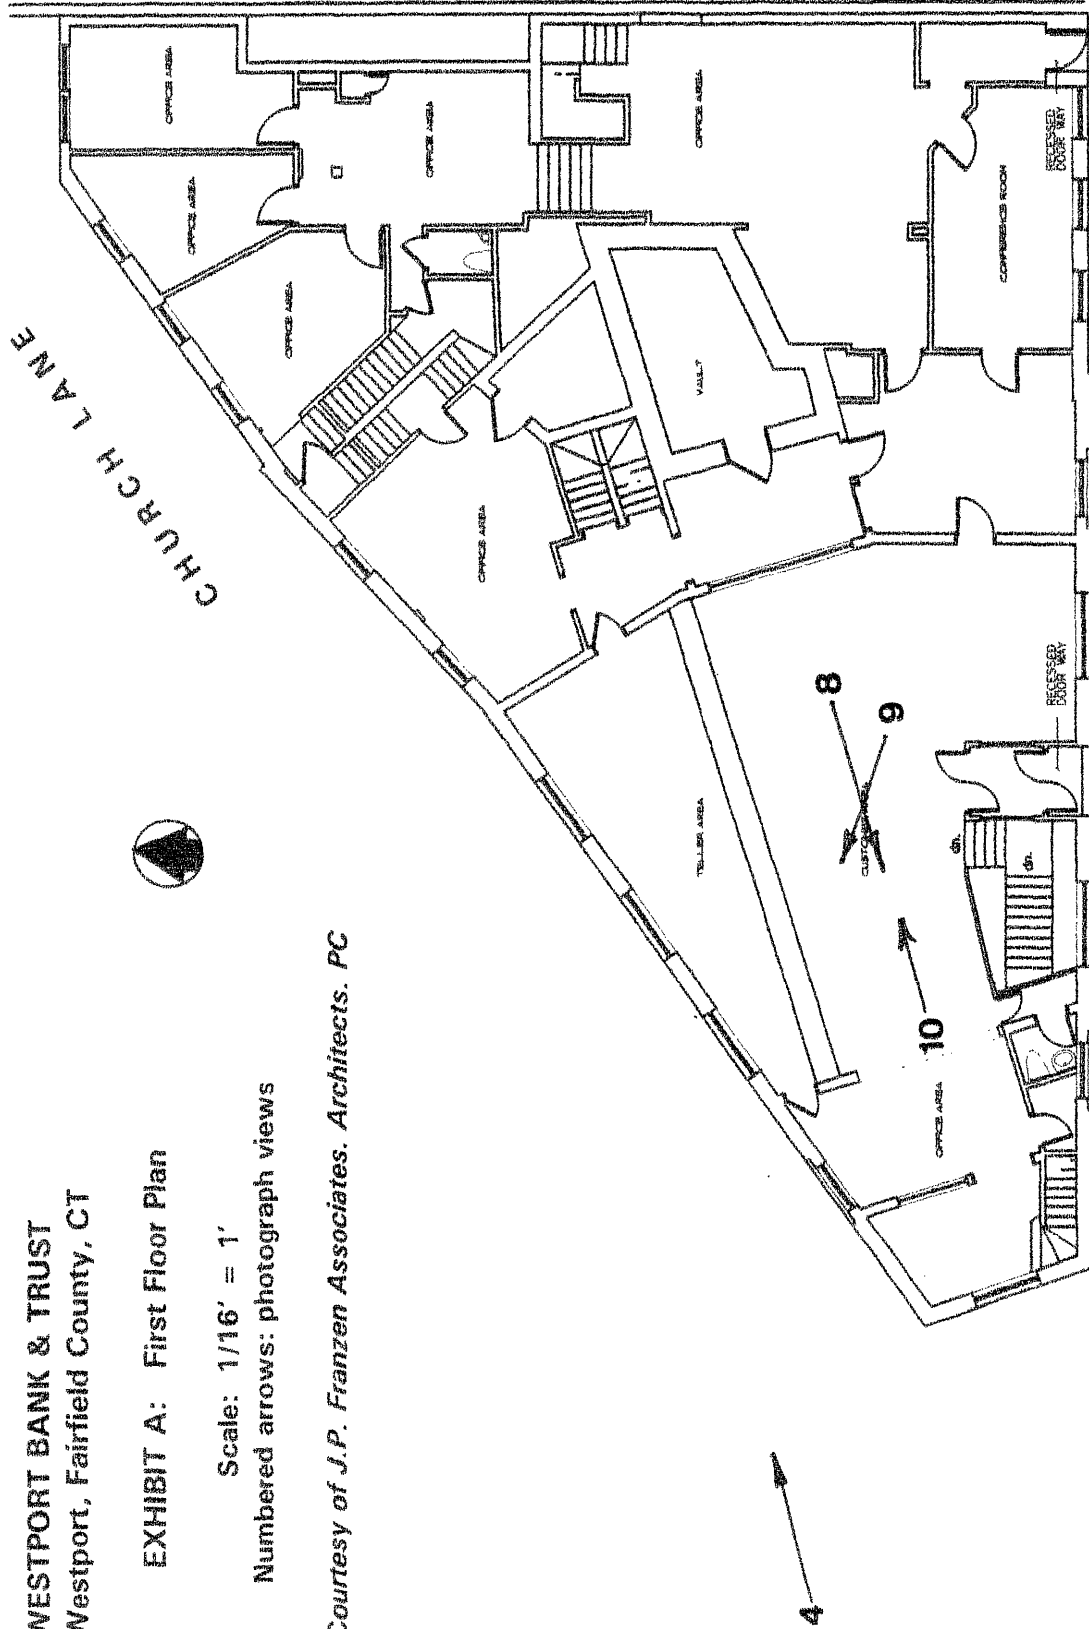 WESTPORT BANK & TRUST
Westport, Fairfield County, CT
EXHIBIT A: First Floor Plan
Scale: 1/16' = 1'
Numbered arrows: photograph views
Courtesy of J.P. Franzen Associates. Architects. PC
CHURCH LANE
OFFICE AREA
OFFICE AREA
OFFICE AREA
OFFICE AREA
OFFICE AREA
OFFICE AREA
OFFICE AREA
VAULT
CONFERENCE ROOM
RECESSED
DOOR WAY
RECESSED
DOOR WAY
TELLER AREA
8
9
10
4
dn.
dn.